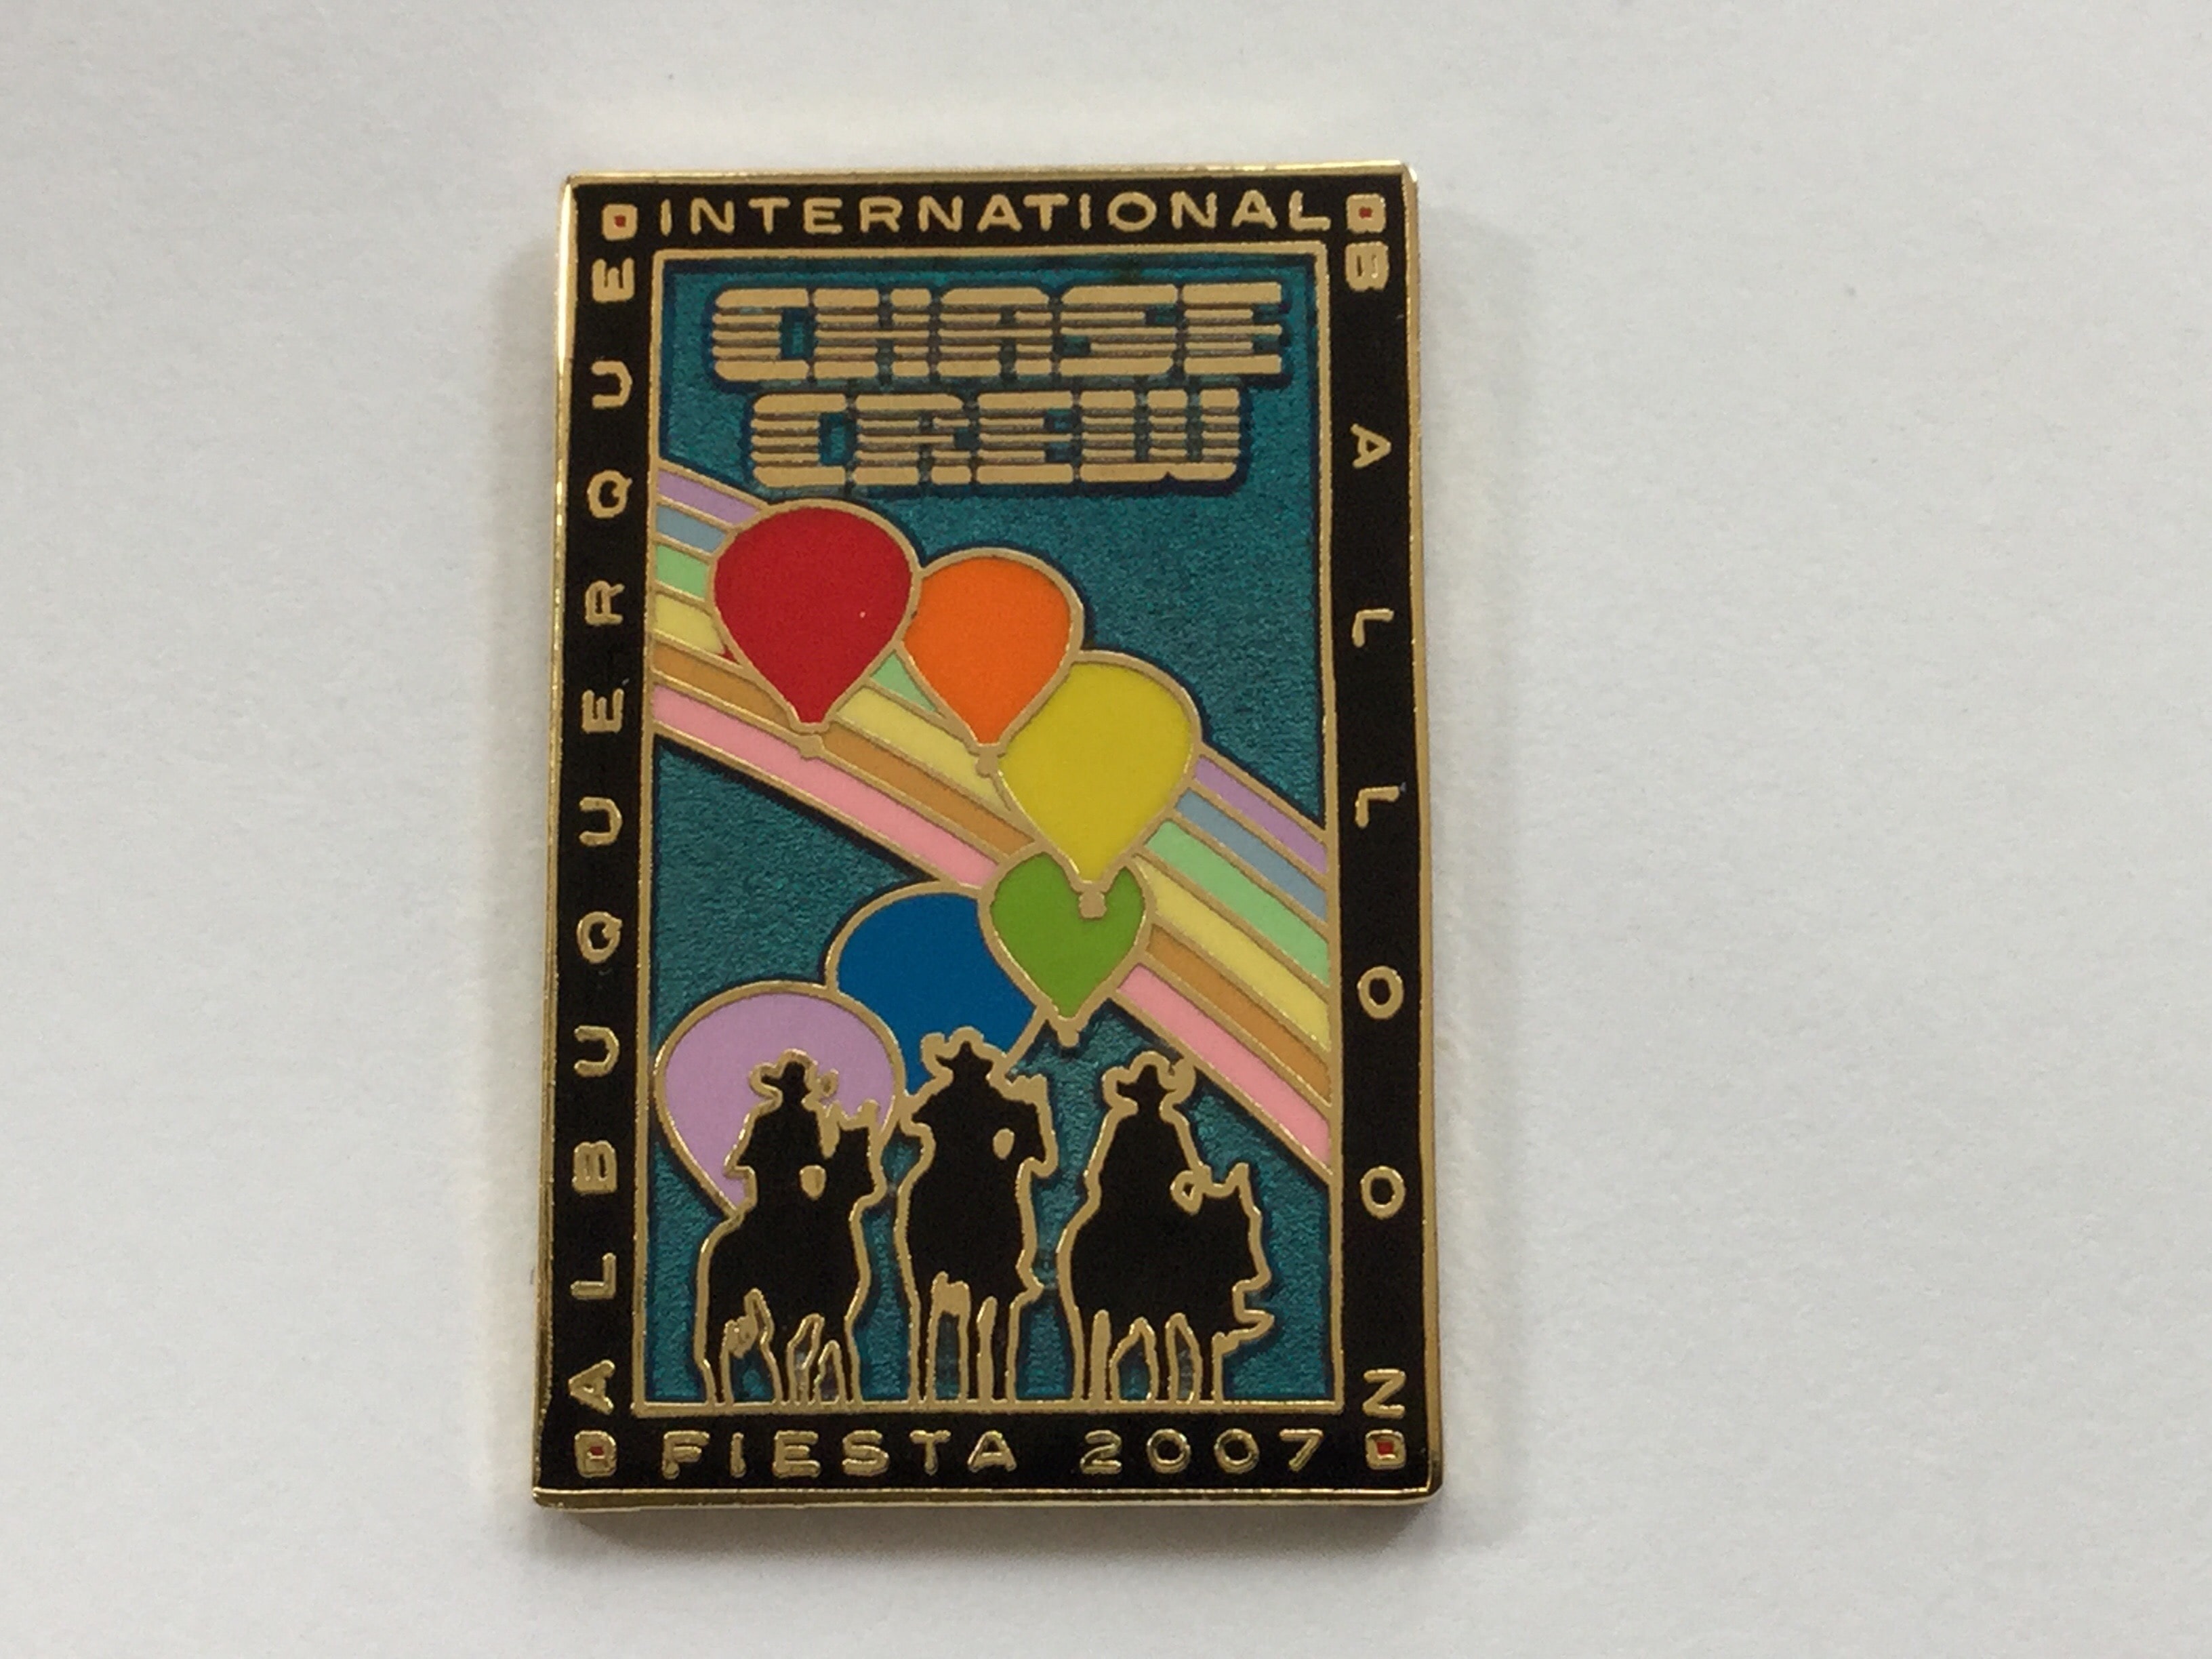 ALBUQUERQUE
INTERNATIONAL
BALLOON
FIESTA 2007
CHASE
CREW